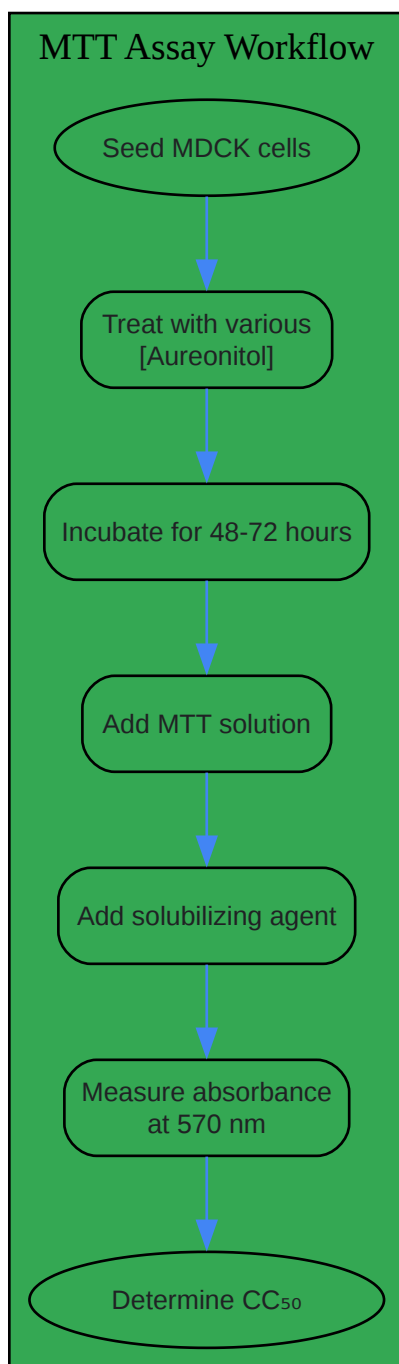 MTT Assay Workflow
Seed MDCK cells
Treat with various
[Aureonitol]
Incubate for 48-72 hours
Add MTT solution
Add solubilizing agent
Measure absorbance
at 570 nm
Determine CC₅₀